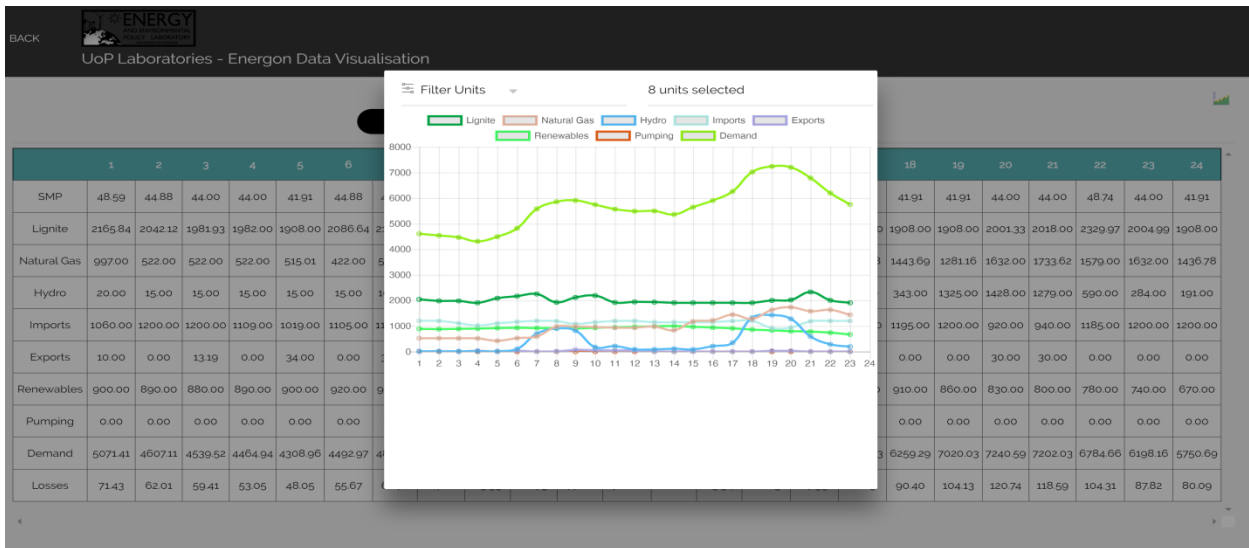 BACK
ENERGY
AND ENVIRONMENTAL
POLICY LABORATORY
UoP Laboratories - Energon Data Visualisation
Filter Units 8 units selected
Lignite Natural Gas Hydro Imports Exports
Renewables Pumping Demand
8000
7000
6000
5000
4000
3000
2000
1000
0
1 2 3 4 5 6 7 8 9 10 11 12 13 14 15 16 17 18 19 20 21 22 23 24
1 2 3 4 5 6 18 19 20 21 22 23 24
SMP 48.59 44.88 44.00 44.00 41.91 44.88 41.91 41.91 44.00 44.00 48.74 44.00 41.91
Lignite 2165.84 2042.12 1981.93 1982.00 1908.00 2086.64 1908.00 1908.00 2001.33 2018.00 2329.97 2004.99 1908.00
Natural Gas 997.00 522.00 522.00 522.00 515.01 422.00 1443.69 1281.16 1632.00 1733.62 1579.00 1632.00 1436.78
Hydro 20.00 15.00 15.00 15.00 15.00 15.00 343.00 1325.00 1428.00 1279.00 590.00 284.00 191.00
Imports 1060.00 1200.00 1200.00 1109.00 1019.00 1105.00 1195.00 1200.00 920.00 940.00 1185.00 1200.00 1200.00
Exports 10.00 0.00 13.19 0.00 34.00 0.00 0.00 0.00 30.00 30.00 0.00 0.00 0.00
Renewables 900.00 890.00 880.00 890.00 900.00 920.00 910.00 860.00 830.00 800.00 780.00 740.00 670.00
Pumping 0.00 0.00 0.00 0.00 0.00 0.00 0.00 0.00 0.00 0.00 0.00 0.00 0.00
Demand 5071.41 4607.11 4539.52 4464.94 4308.96 4492.97 6259.29 7020.03 7240.59 7202.03 6784.66 6198.16 5750.69
Losses 71.43 62.01 59.41 53.05 48.05 55.67 90.40 104.13 120.74 118.59 104.31 87.82 80.09